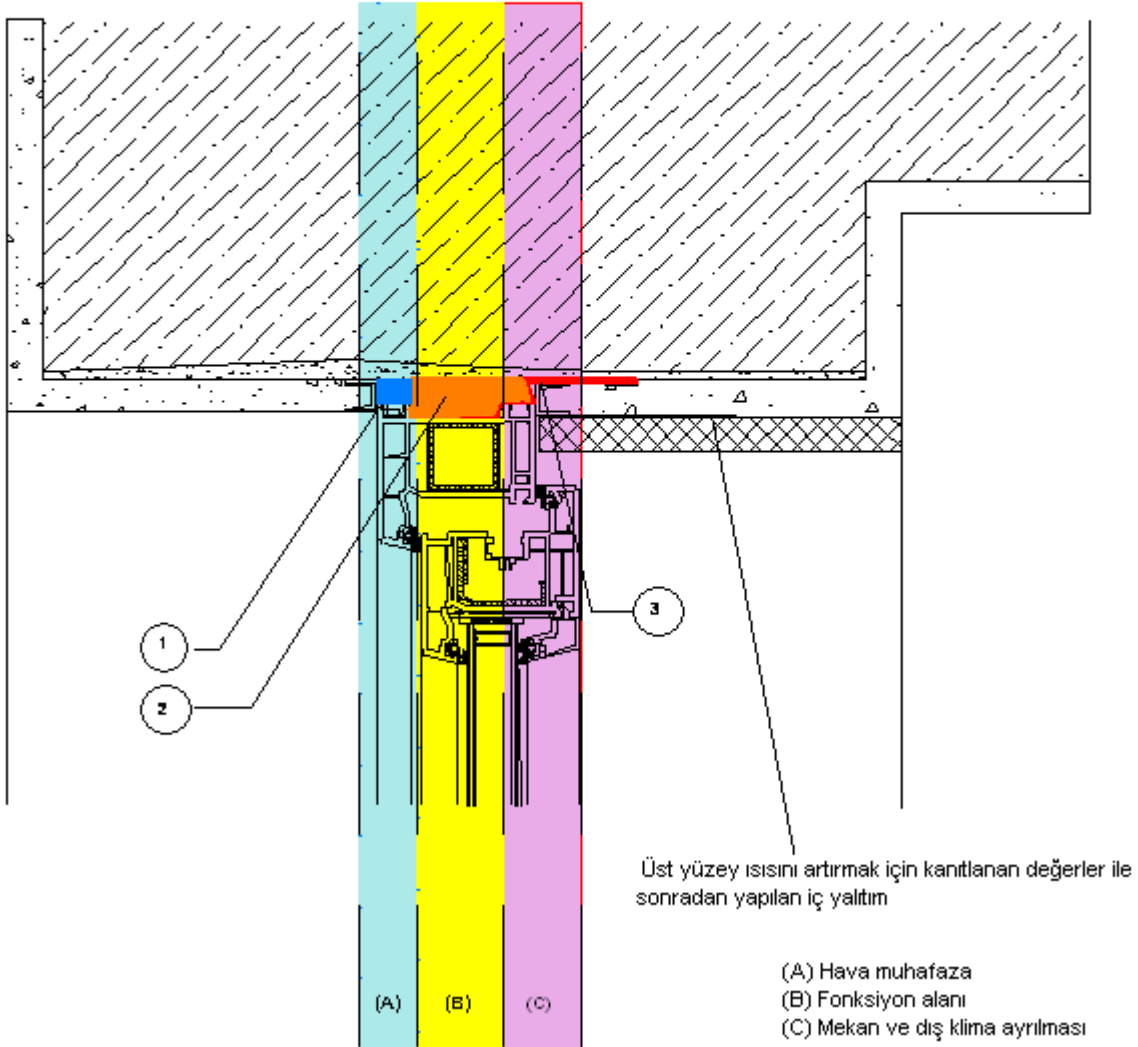 1
2
3
Üst yüzey ısısını artırmak için kanıtlanan değerler ile
sonradan yapılan iç yalıtım
(A) Hava muhafaza
(B) Fonksiyon alanı
(C) Mekan ve dış klima ayrılması
(A) (B) (C)